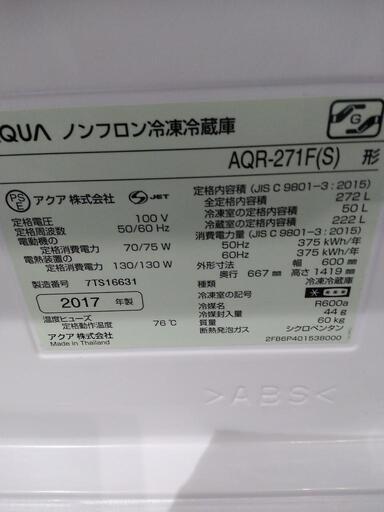 QUA ノンフロン冷凍冷蔵庫
G
AQR-271F(S) 形
PS
E
アクア 株式会社
S JET
定格電圧 100 V
定格周波数 50/60 Hz
電動機の
定格消費電力 70/75 W
電熱装置の
定格消費電力 130/130 W
製造番号 7TS16631
2017 年製
温度ヒューズ
定格動作温度 76℃
アクア 株式会社
Made in Thailand
定格内容積 (JIS C 9801-3:2015)
全定格内容積 272 L
冷凍室の定格内容積 50 L
冷蔵室の定格内容積 222 L
消費電力量 (JIS C 9801-3:2015)
50Hz 375 kWh/年
60Hz 375 kWh/年
外形寸法 幅 600 mm
奥行 667 mm 高さ 1419 mm
種類 冷凍冷蔵庫
冷凍室の記号
冷媒 R600a
冷媒封入量 44 g
質量 60 kg
断熱発泡ガス シクロペンタン
2FB6P401538000
>ABS<